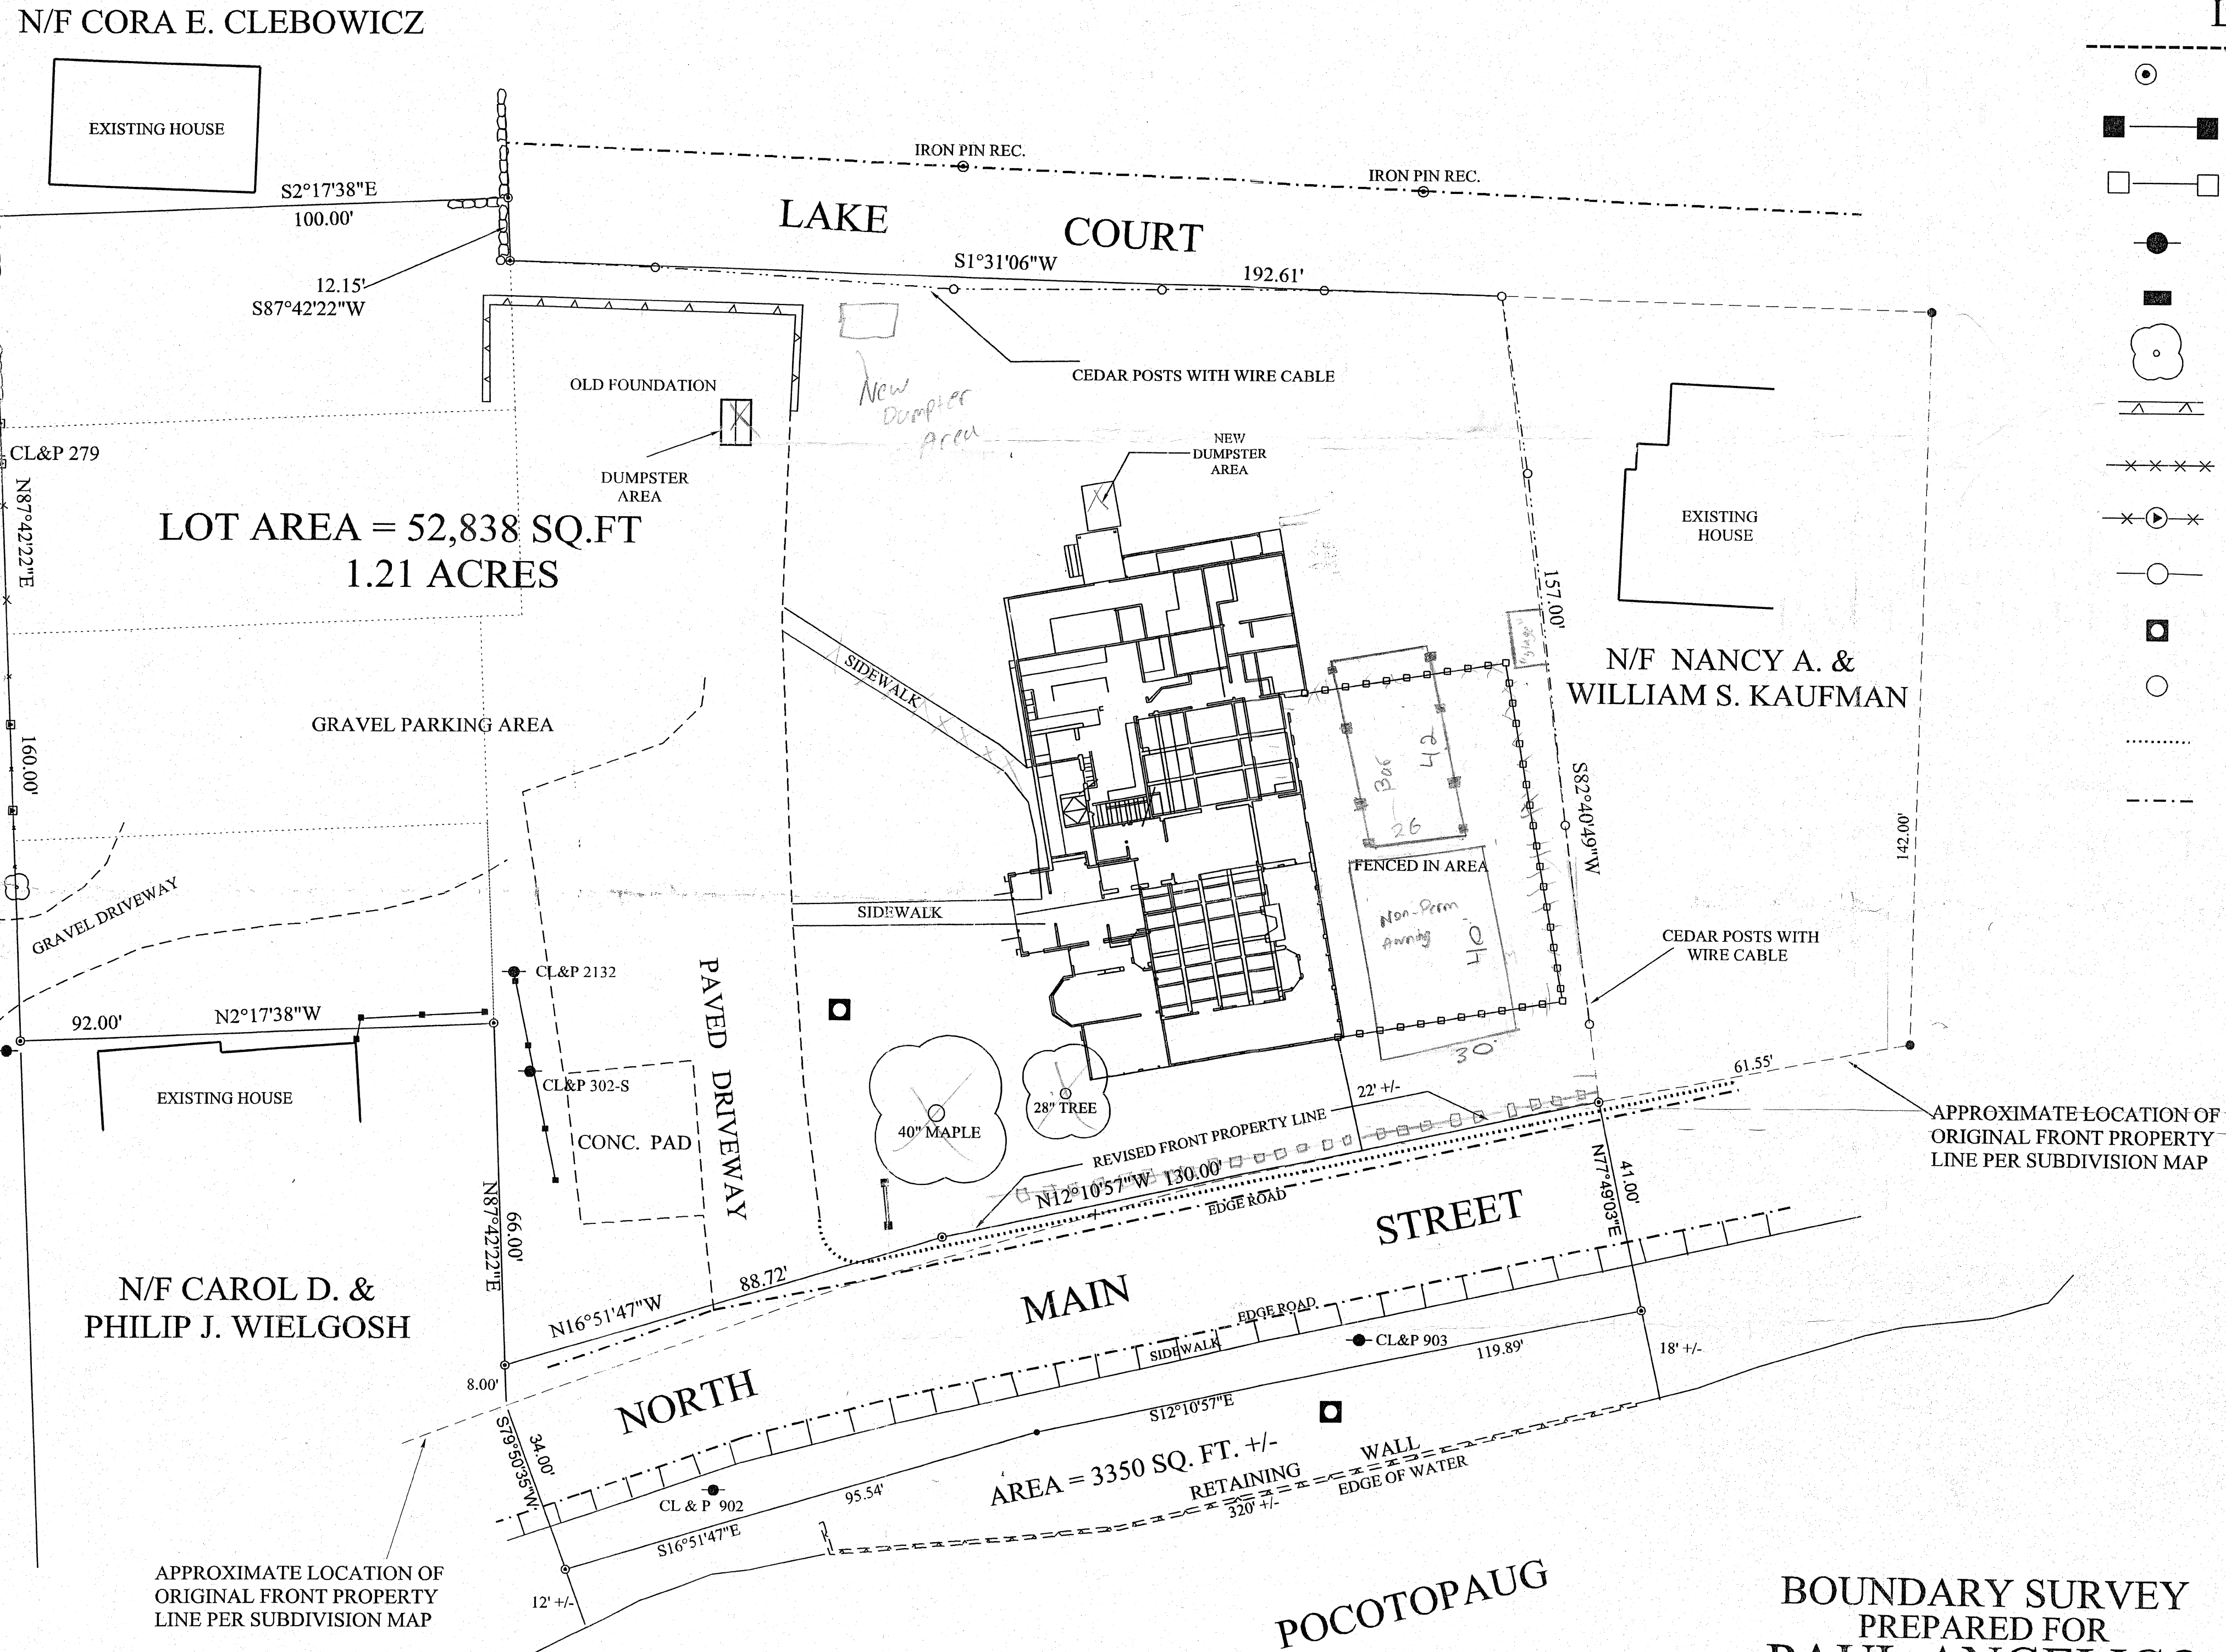 N/F CORA E. CLEBOWICZ
EXISTING HOUSE
IRON PIN REC.
IRON PIN REC.
S2°17'38"E
100.00'
LAKE COURT
S1°31'06"W 192.61'
12.15'
S87°42'22"W
OLD FOUNDATION
CEDAR POSTS WITH WIRE CABLE
New
Dumpter
Area
DUMPSTER
AREA
NEW
DUMPSTER
AREA
CL&P 279
N87°42'22"E
160.00'
LOT AREA = 52,838 SQ.FT
1.21 ACRES
EXISTING
HOUSE
157.00'
S82°40'49"W
N/F NANCY A. &
WILLIAM S. KAUFMAN
142.00'
SIDEWALK
GRAVEL PARKING AREA
"Stage"
Bar
42
26
FENCED IN AREA
Non-Perm
Awning
40
30'
GRAVEL DRIVEWAY
SIDEWALK
CEDAR POSTS WITH
WIRE CABLE
CL&P 2132
PAVED DRIVEWAY
92.00'
N2°17'38"W
EXISTING HOUSE
CL&P 302-S
CONC. PAD
40" MAPLE
28" TREE
22' +/-
61.55'
REVISED FRONT PROPERTY LINE
N12°10'57"W 130.00'
EDGE ROAD
APPROXIMATE LOCATION OF
ORIGINAL FRONT PROPERTY
LINE PER SUBDIVISION MAP
N77°49'03"E
41.00'
N87°42'22"E
66.00'
N/F CAROL D. &
PHILIP J. WIELGOSH
N16°51'47"W
88.72'
NORTH MAIN STREET
EDGE ROAD
SIDEWALK
CL&P 903
119.89'
18' +/-
8.00'
S79°50'35"W
34.00'
S12°10'57"E
AREA = 3350 SQ. FT. +/-
RETAINING WALL
320' +/-
EDGE OF WATER
CL & P 902
95.54'
S16°51'47"E
12' +/-
APPROXIMATE LOCATION OF
ORIGINAL FRONT PROPERTY
LINE PER SUBDIVISION MAP
POCOTOPAUG
BOUNDARY SURVEY
PREPARED FOR
PAUL ANGELICO